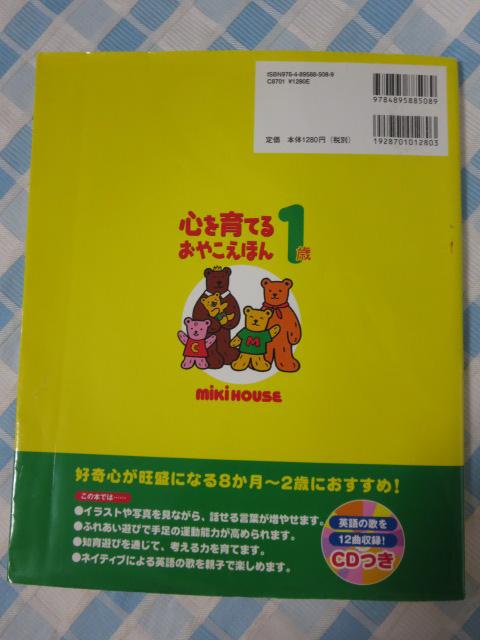 ISBN978-4-89588-508-9
C8701 ¥1280E
9784895885089
定価 本体1280円（税別）
1928701012803
心を育てる
おやこえほん
1歳
C M
miKi HOUSE
好奇心が旺盛になる8か月〜2歳におすすめ！
この本では……
●イラストや写真を見ながら、話せる言葉が増やせます。
●ふれあい遊びで手足の運動能力が高められます。
●知育遊びを通じて、考える力を育てます。
●ネイティブによる英語の歌を親子で楽しめます。
英語の歌を
12曲収録！
CDつき